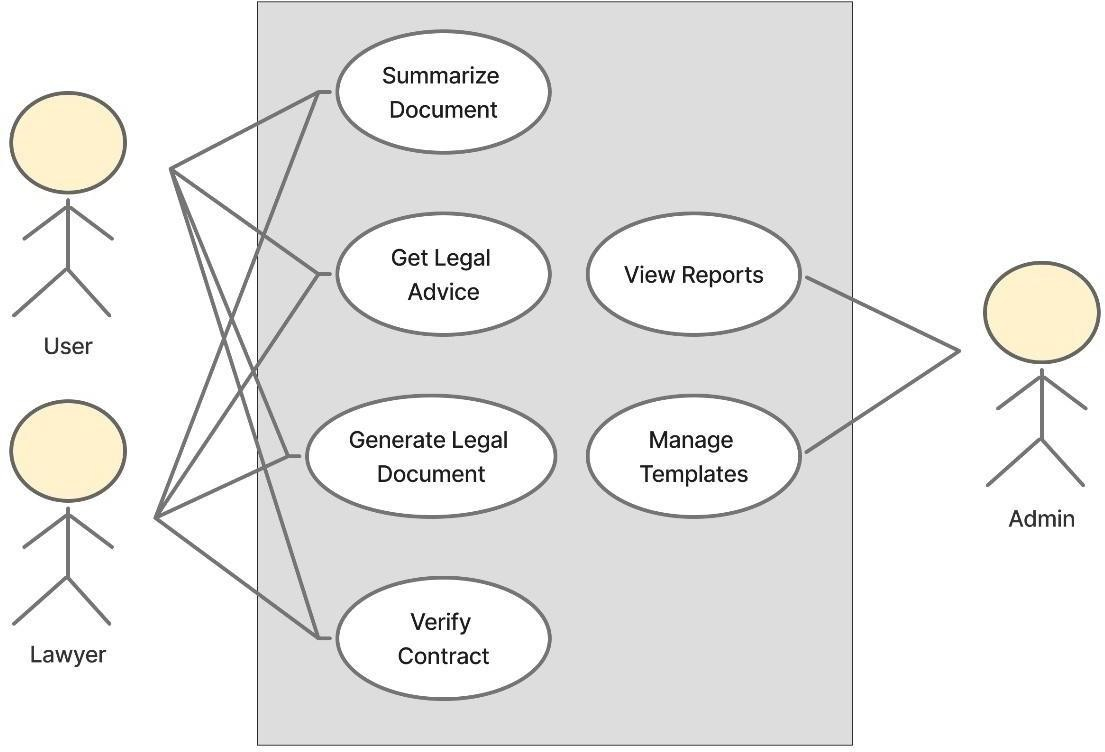 Summarize
Document
User
Get Legal
Advice
View Reports
Generate Legal
Document
Manage
Templates
Admin
Lawyer
Verify
Contract